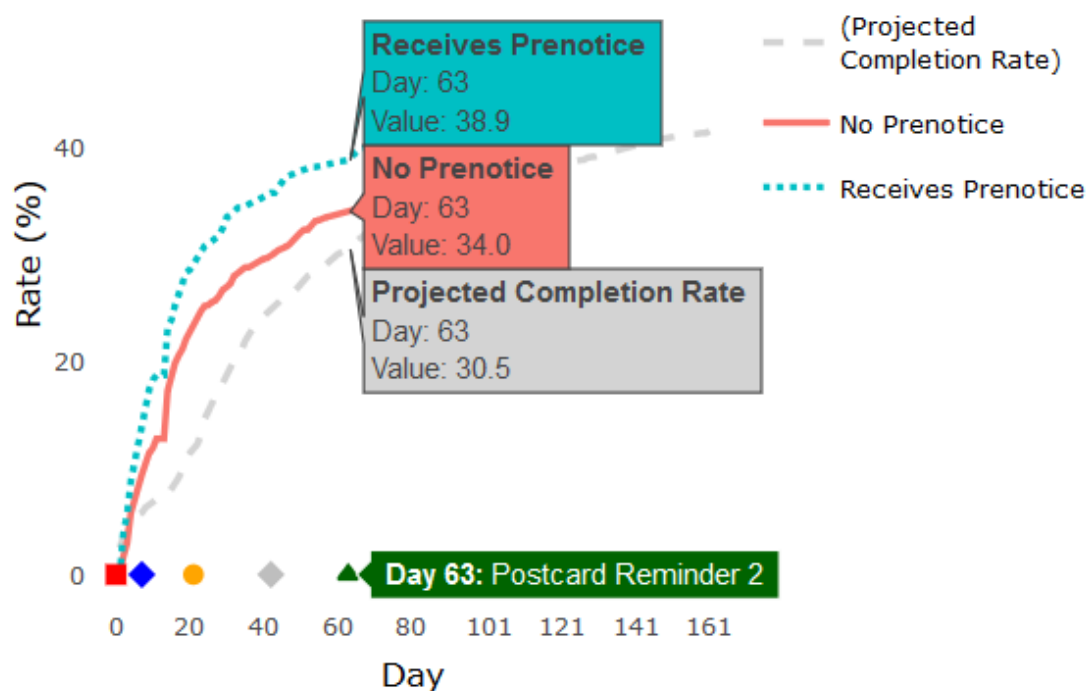 Receives Prenotice
Day: 63
Value: 38.9
No Prenotice
Day: 63
Value: 34.0
Projected Completion Rate
Day: 63
Value: 30.5
(Projected
Completion Rate)
No Prenotice
Receives Prenotice
Rate (%)
40
20
0
Day 63: Postcard Reminder 2
0 20 40 60 80 101 121 141 161
Day